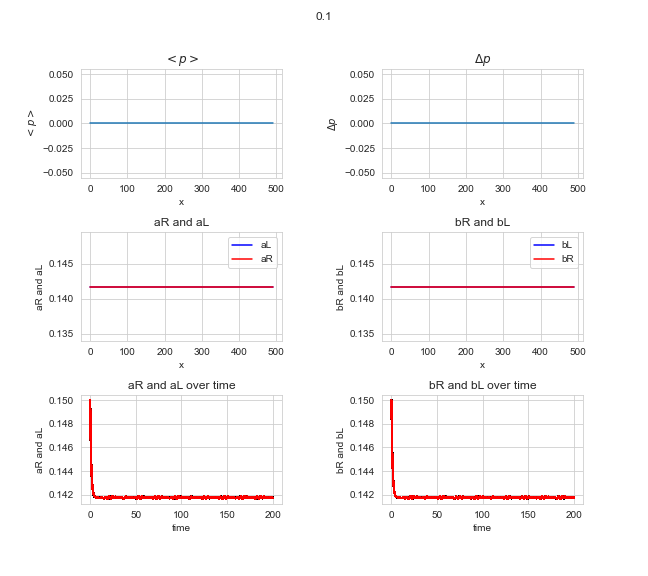 0.1
< p >
0.050
0.025
0.000
−0.025
−0.050
< p >
0
100
200
300
400
500
x
Δp
0.050
0.025
0.000
−0.025
−0.050
Δp
0
100
200
300
400
500
x
aR and aL
0.145
0.140
0.135
aR and aL
aL
aR
0
100
200
300
400
500
x
bR and bL
0.145
0.140
0.135
bR and bL
bL
bR
0
100
200
300
400
500
x
aR and aL over time
0.150
0.148
0.146
0.144
0.142
aR and aL
0
50
100
150
200
time
bR and bL over time
0.150
0.148
0.146
0.144
0.142
bR and bL
0
50
100
150
200
time